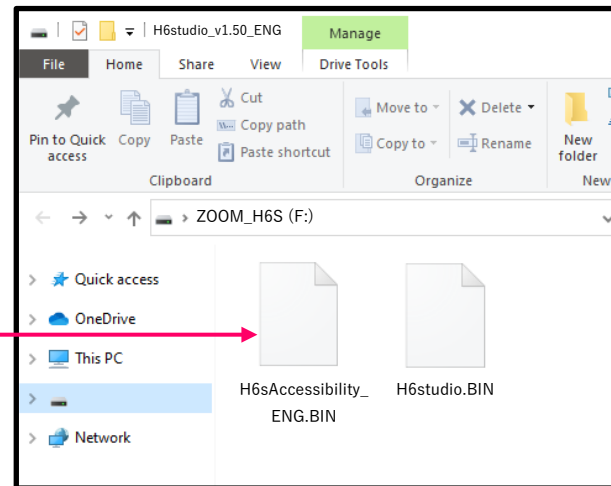 H6studio_v1.50_ENG
Manage
File Home Share View Drive Tools
Pin to Quick access
Copy
Paste
Cut
Copy path
Paste shortcut
Clipboard
Move to
Copy to
Delete
Rename
Organize
New folder
New
ZOOM_H6S (F:)
Quick access
OneDrive
This PC
Network
H6sAccessibility_
ENG.BIN
H6studio.BIN